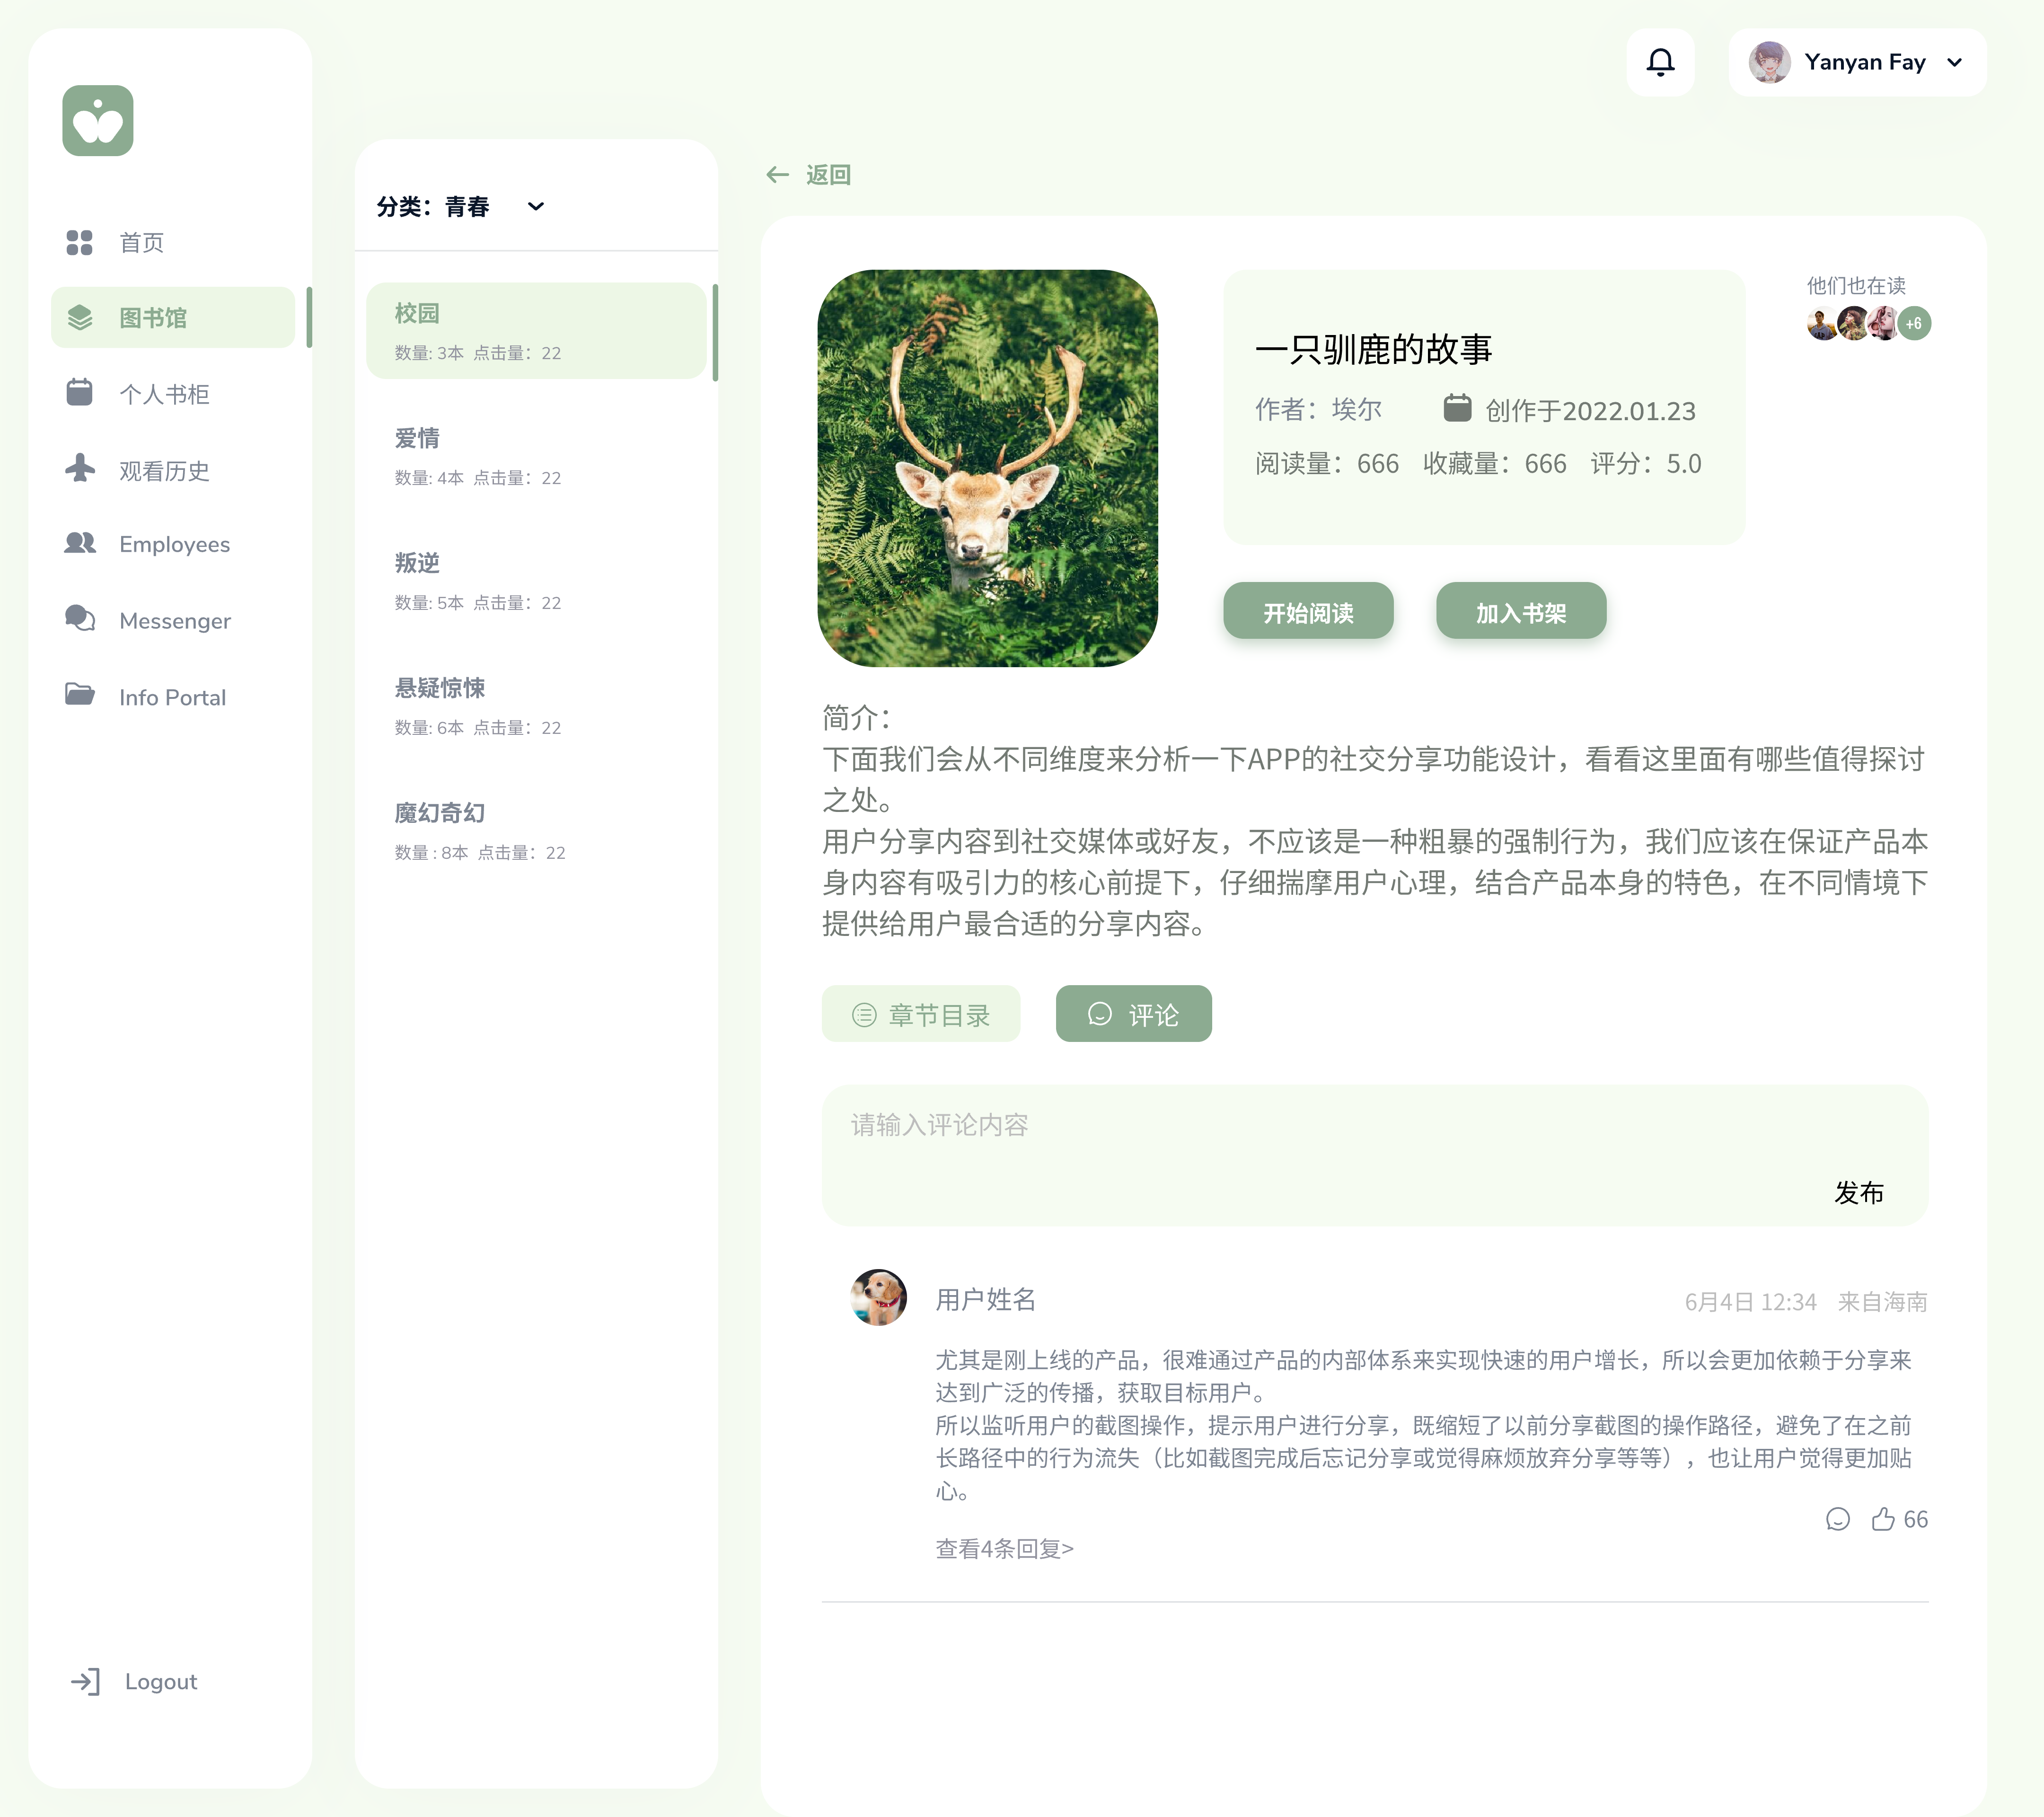 Yanyan Fay
首页
图书馆
个人书柜
观看历史
Employees
Messenger
Info Portal
Logout
分类：青春
校园
数量: 3本 点击量：22
爱情
数量: 4本 点击量：22
叛逆
数量: 5本 点击量：22
悬疑惊悚
数量: 6本 点击量：22
魔幻奇幻
数量 : 8本 点击量：22
返回
一只驯鹿的故事
作者：埃尔 创作于2022.01.23
阅读量：666 收藏量：666 评分：5.0
他们也在读
+6
开始阅读 加入书架
简介：
下面我们会从不同维度来分析一下APP的社交分享功能设计，看看这里面有哪些值得探讨
之处。
用户分享内容到社交媒体或好友，不应该是一种粗暴的强制行为，我们应该在保证产品本
身内容有吸引力的核心前提下，仔细揣摩用户心理，结合产品本身的特色，在不同情境下
提供给用户最合适的分享内容。
章节目录 评论
请输入评论内容
发布
用户姓名 6月4日 12:34 来自海南
尤其是刚上线的产品，很难通过产品的内部体系来实现快速的用户增长，所以会更加依赖于分享来
达到广泛的传播，获取目标用户。
所以监听用户的截图操作，提示用户进行分享，既缩短了以前分享截图的操作路径，避免了在之前
长路径中的行为流失（比如截图完成后忘记分享或觉得麻烦放弃分享等等），也让用户觉得更加贴
心。
66
查看4条回复>